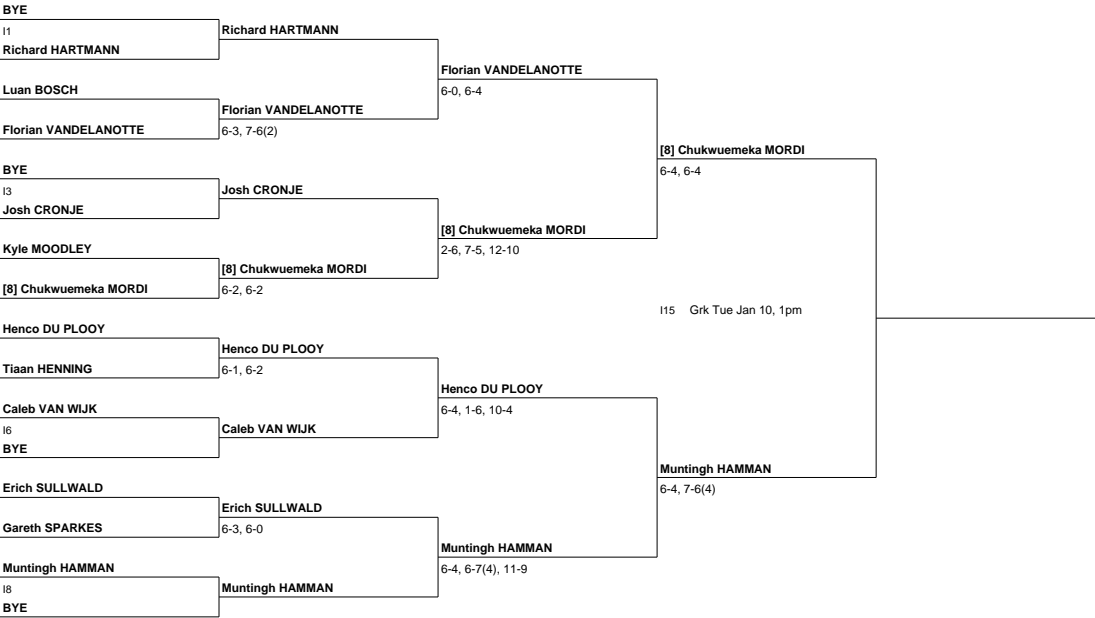 BYE
I1
Richard HARTMANN
Luan BOSCH
Florian VANDELANOTTE
BYE
I3
Josh CRONJE
Kyle MOODLEY
[8] Chukwuemeka MORDI
Henco DU PLOOY
Tiaan HENNING
Caleb VAN WIJK
I6
BYE
Erich SULLWALD
Gareth SPARKES
Muntingh HAMMAN
I8
BYE
Richard HARTMANN
Florian VANDELANOTTE
6-3, 7-6(2)
Josh CRONJE
[8] Chukwuemeka MORDI
6-2, 6-2
Henco DU PLOOY
6-1, 6-2
Caleb VAN WIJK
Erich SULLWALD
6-3, 6-0
Muntingh HAMMAN
Florian VANDELANOTTE
6-0, 6-4
[8] Chukwuemeka MORDI
2-6, 7-5, 12-10
Henco DU PLOOY
6-4, 1-6, 10-4
Muntingh HAMMAN
6-4, 6-7(4), 11-9
[8] Chukwuemeka MORDI
6-4, 6-4
I15 Grk Tue Jan 10, 1pm
Muntingh HAMMAN
6-4, 7-6(4)